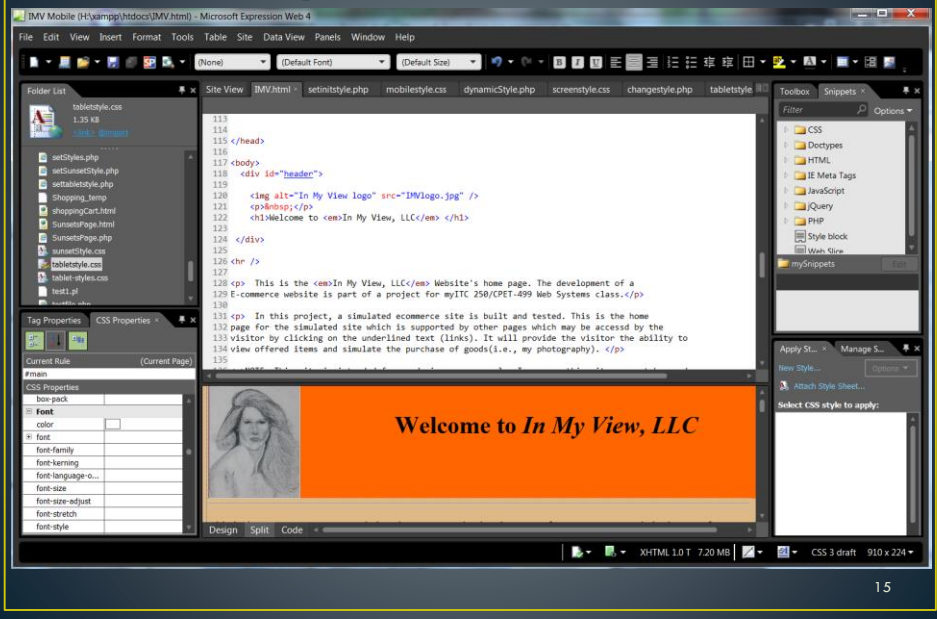 IMV Mobile (H:\xampp\htdocs\IMV.html) - Microsoft Expression Web 4
File Edit View Insert Format Tools Table Site Data View Panels Window Help
(None) (Default Font) (Default Size) B I U
Folder List
tabletstyle.css
1.35 KB
<link> @import
setStyles.php
setSunsetStyle.php
settabletstyle.php
Shopping_temp
shoppingCart.html
SunsetsPage.html
SunsetsPage.php
sunsetStyle.css
tabletstyle.css
tablet-styles.css
test1.pl
testfile.php
Tag Properties CSS Properties
Current Rule (Current Page)
#main
CSS Properties
box-pack
Font
color
font
font-family
font-kerning
font-language-o...
font-size
font-size-adjust
font-stretch
font-style
Site View IMV.html setinitstyle.php mobilestyle.css dynamicStyle.php screenstyle.css changestyle.php tabletstyle
113
114
115 </head>
116
117 <body>
118 <div id="header">
119
120 <img alt="In My View logo" src="IMVlogo.jpg" />
121 <p>&nbsp;</p>
122 <h1>Welcome to <em>In My View, LLC</em> </h1>
123
124 </div>
125
126 <hr />
127
128 <p> This is the <em>In My View, LLC</em> Website's home page. The development of a
129 E-commerce website is part of a project for myITC 250/CPET-499 Web Systems class.</p>
130
131 <p> In this project, a simulated ecommerce site is built and tested. This is the home
132 page for the simulated site which is supported by other pages which may be accessd by the
133 visitor by clicking on the underlined text (links). It will provide the visitor the ability to
134 view offered items and simulate the purchase of goods(i.e., my photography). </p>
135
Welcome to In My View, LLC
Design Split Code
Toolbox Snippets
Filter Options
CSS
Doctypes
HTML
IE Meta Tags
JavaScript
jQuery
PHP
Style block
Web Slice
mySnippets Edit
Apply St... Manage S...
New Style... Options
Attach Style Sheet...
Select CSS style to apply:
XHTML 1.0 T 7.20 MB CSS 3 draft 910 x 224
15